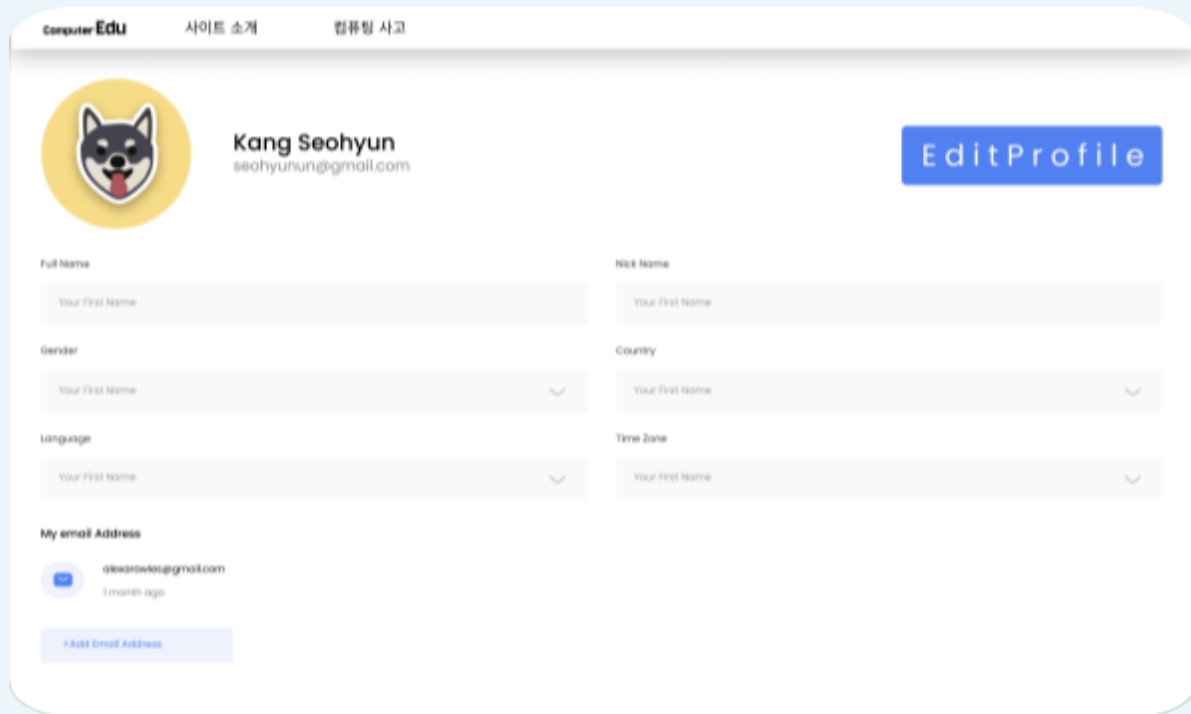 Computer Edu 사이트 소개 컴퓨팅 사고
Kang Seohyun
seohyunun@gmail.com
EditProfile
Full Name
Your First Name
Nick Name
Your First Name
Gender
Your First Name
Country
Your First Name
Language
Your First Name
Time Zone
Your First Name
My email Address
alexarawles@gmail.com
1 month ago
+Add Email Address